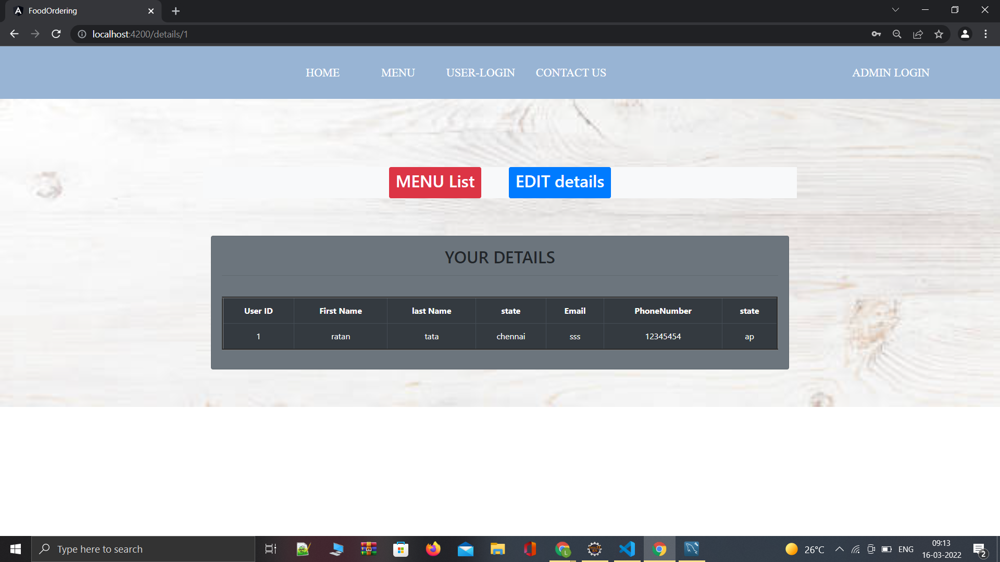 FoodOrdering
localhost:4200/details/1
HOME MENU USER-LOGIN CONTACT US ADMIN LOGIN
MENU List EDIT details
YOUR DETAILS
User ID First Name last Name state Email PhoneNumber state
1 ratan tata chennai sss 12345454 ap
Type here to search
26°C ENG
09:13
16-03-2022
2